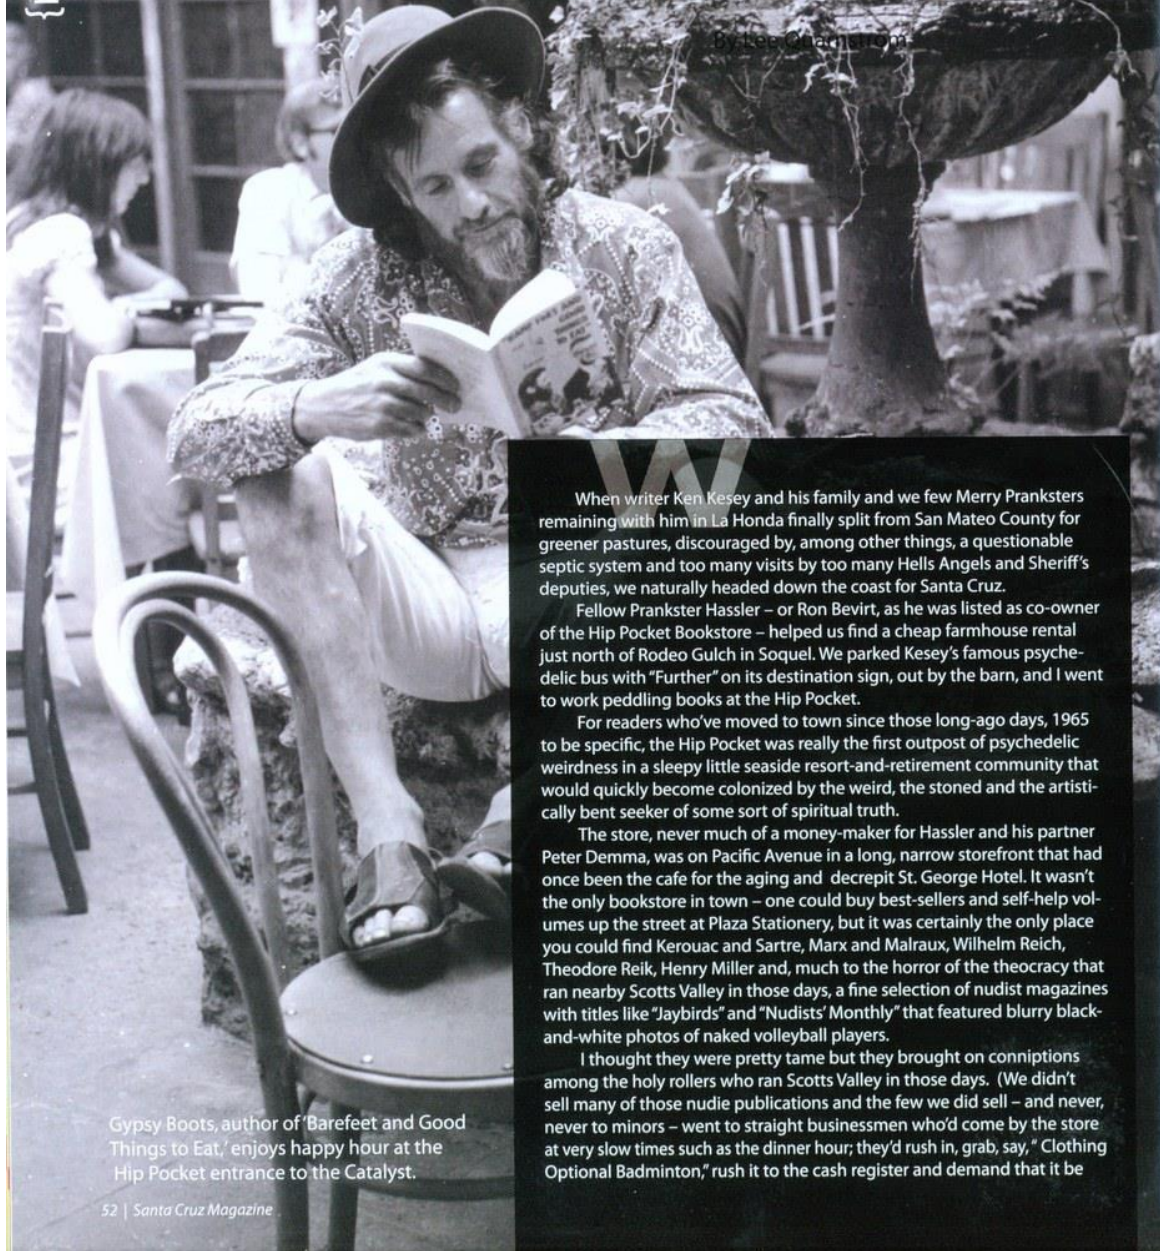 By Lee Quarnstrom
W
When writer Ken Kesey and his family and we few Merry Pranksters
remaining with him in La Honda finally split from San Mateo County for
greener pastures, discouraged by, among other things, a questionable
septic system and too many visits by too many Hells Angels and Sheriff's
deputies, we naturally headed down the coast for Santa Cruz.
Fellow Prankster Hassler – or Ron Bevirt, as he was listed as co-owner
of the Hip Pocket Bookstore – helped us find a cheap farmhouse rental
just north of Rodeo Gulch in Soquel. We parked Kesey's famous psyche-
delic bus with "Further" on its destination sign, out by the barn, and I went
to work peddling books at the Hip Pocket.
For readers who've moved to town since those long-ago days, 1965
to be specific, the Hip Pocket was really the first outpost of psychedelic
weirdness in a sleepy little seaside resort-and-retirement community that
would quickly become colonized by the weird, the stoned and the artisti-
cally bent seeker of some sort of spiritual truth.
The store, never much of a money-maker for Hassler and his partner
Peter Demma, was on Pacific Avenue in a long, narrow storefront that had
once been the cafe for the aging and decrepit St. George Hotel. It wasn't
the only bookstore in town – one could buy best-sellers and self-help vol-
umes up the street at Plaza Stationery, but it was certainly the only place
you could find Kerouac and Sartre, Marx and Malraux, Wilhelm Reich,
Theodore Reik, Henry Miller and, much to the horror of the theocracy that
ran nearby Scotts Valley in those days, a fine selection of nudist magazines
with titles like "Jaybirds" and "Nudists' Monthly" that featured blurry black-
and-white photos of naked volleyball players.
I thought they were pretty tame but they brought on conniptions
among the holy rollers who ran Scotts Valley in those days. (We didn't
sell many of those nudie publications and the few we did sell – and never,
never to minors – went to straight businessmen who'd come by the store
at very slow times such as the dinner hour; they'd rush in, grab, say, " Clothing
Optional Badminton," rush it to the cash register and demand that it be
Gypsy Boots, author of 'Barefeet and Good
Things to Eat,' enjoys happy hour at the
Hip Pocket entrance to the Catalyst.
52 | Santa Cruz Magazine